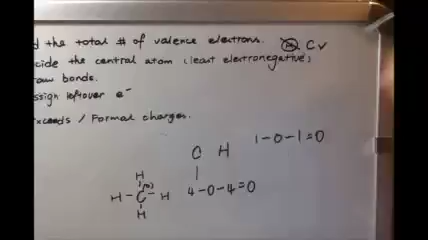 d the total # of valence electrons. C ✓
cide the central atom (least electronegative)
raw bonds.
ssign leftover e⁻
xceeds / Formal charges.
C H 1-0-1=0
4-0-4=0
H
H-C-H
H